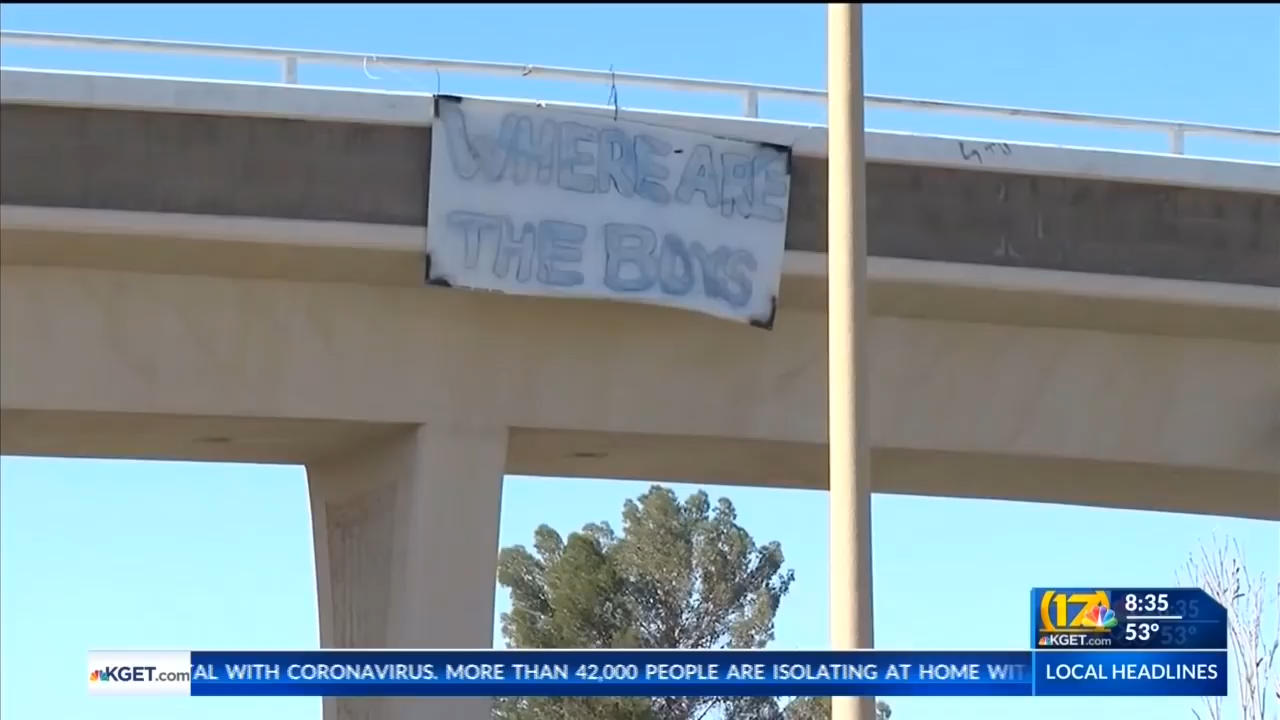 WHERE ARE
THE BOYS
17
8:35
KGET.com
53°
KGET.com
AL WITH CORONAVIRUS. MORE THAN 42,000 PEOPLE ARE ISOLATING AT HOME WI
LOCAL HEADLINES